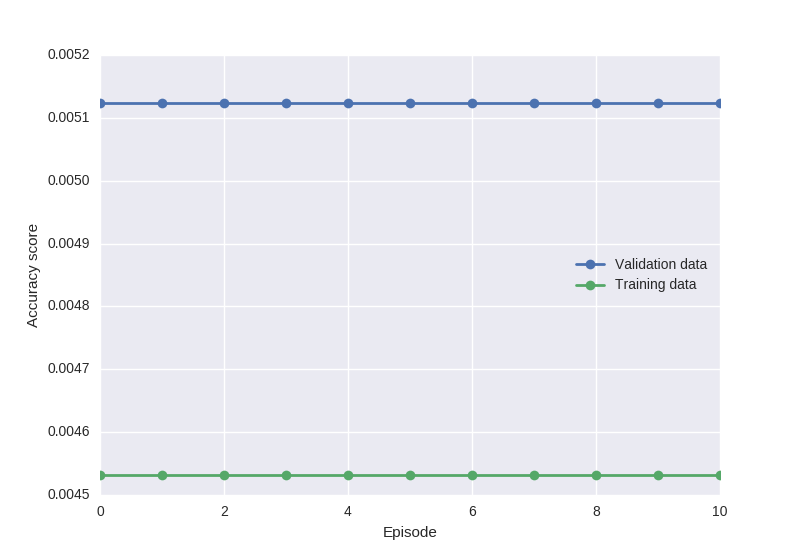 0.0052
0.0051
0.0050
0.0049
0.0048
0.0047
0.0046
0.0045
Accuracy score
Validation data
Training data
0 2 4 6 8 10
Episode